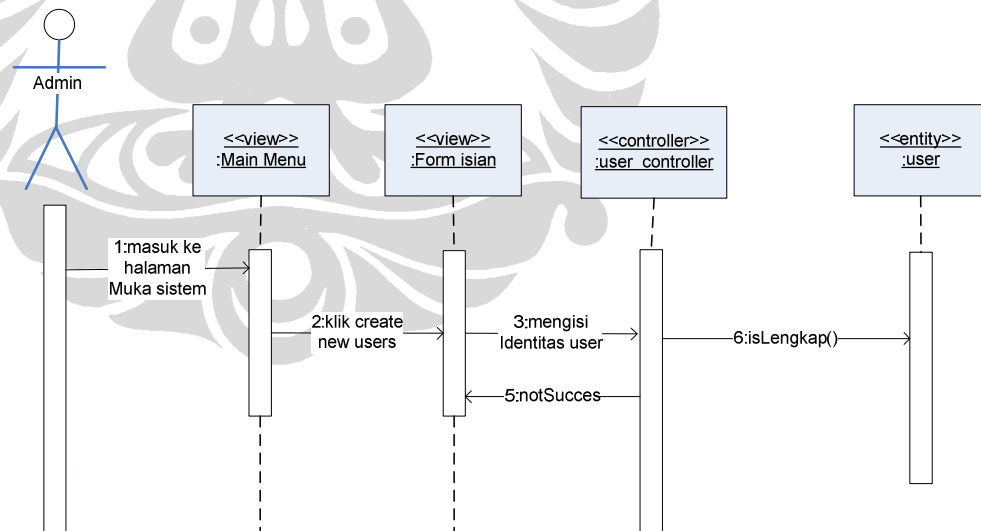 Admin
<<view>>
:Main Menu
<<view>>
:Form isian
<<controller>>
:user_controller
<<entity>>
:user
1:masuk ke
halaman
Muka sistem
2:klik create
new users
3:mengisi
Identitas user
6:isLengkap()
5:notSucces